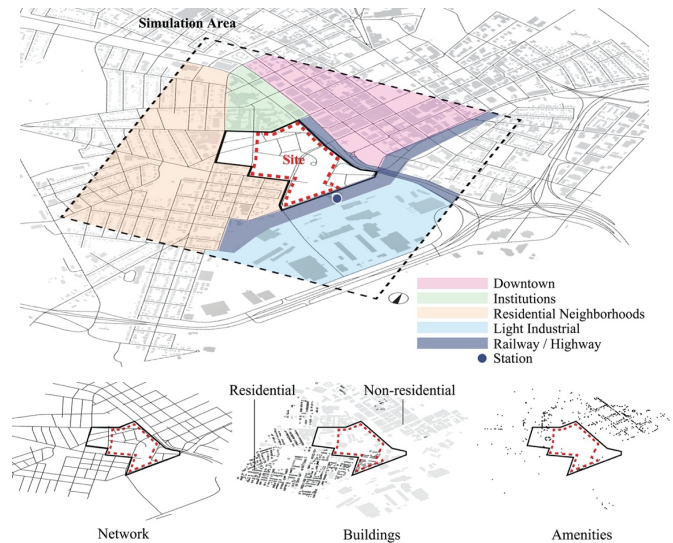 Simulation Area
Site
Downtown
Institutions
Residential Neighborhoods
Light Industrial
Railway / Highway
Station
Residential
Non-residential
Network
Buildings
Amenities